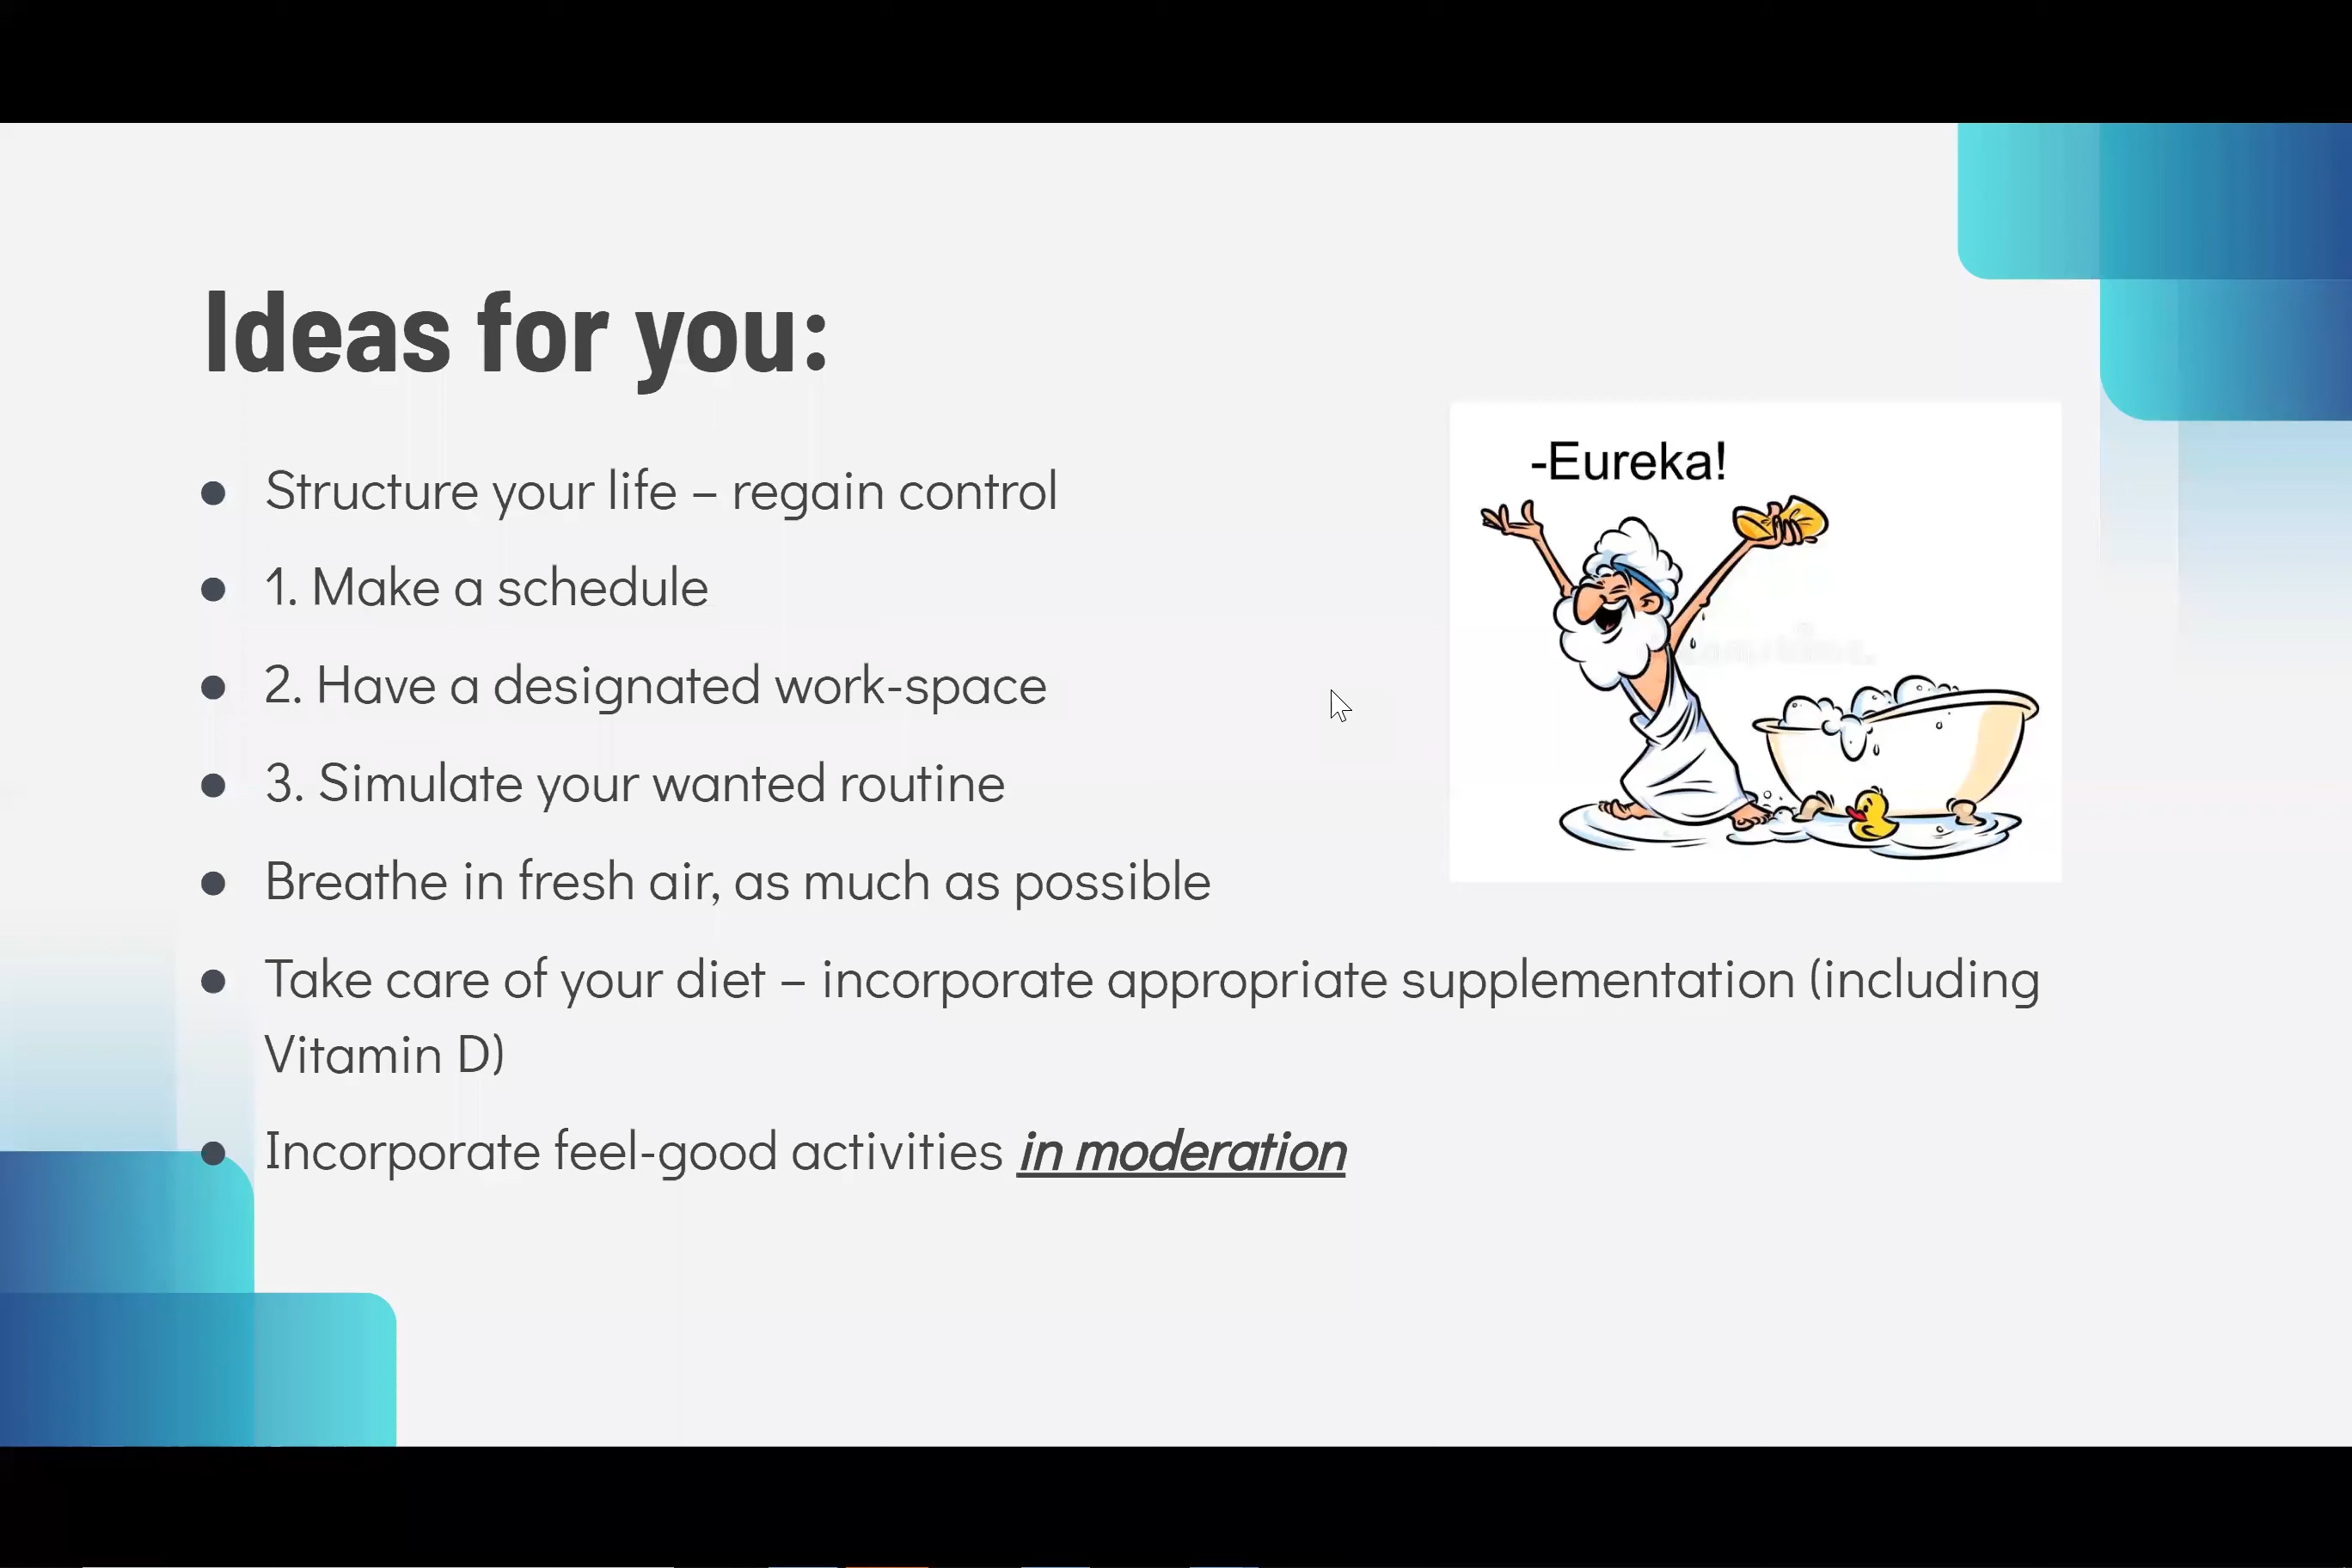 Ideas for you:
-Eureka!
● Structure your life – regain control
● 1. Make a schedule
● 2. Have a designated work-space
● 3. Simulate your wanted routine
● Breathe in fresh air, as much as possible
● Take care of your diet – incorporate appropriate supplementation (including
Vitamin D)
● Incorporate feel-good activities in moderation